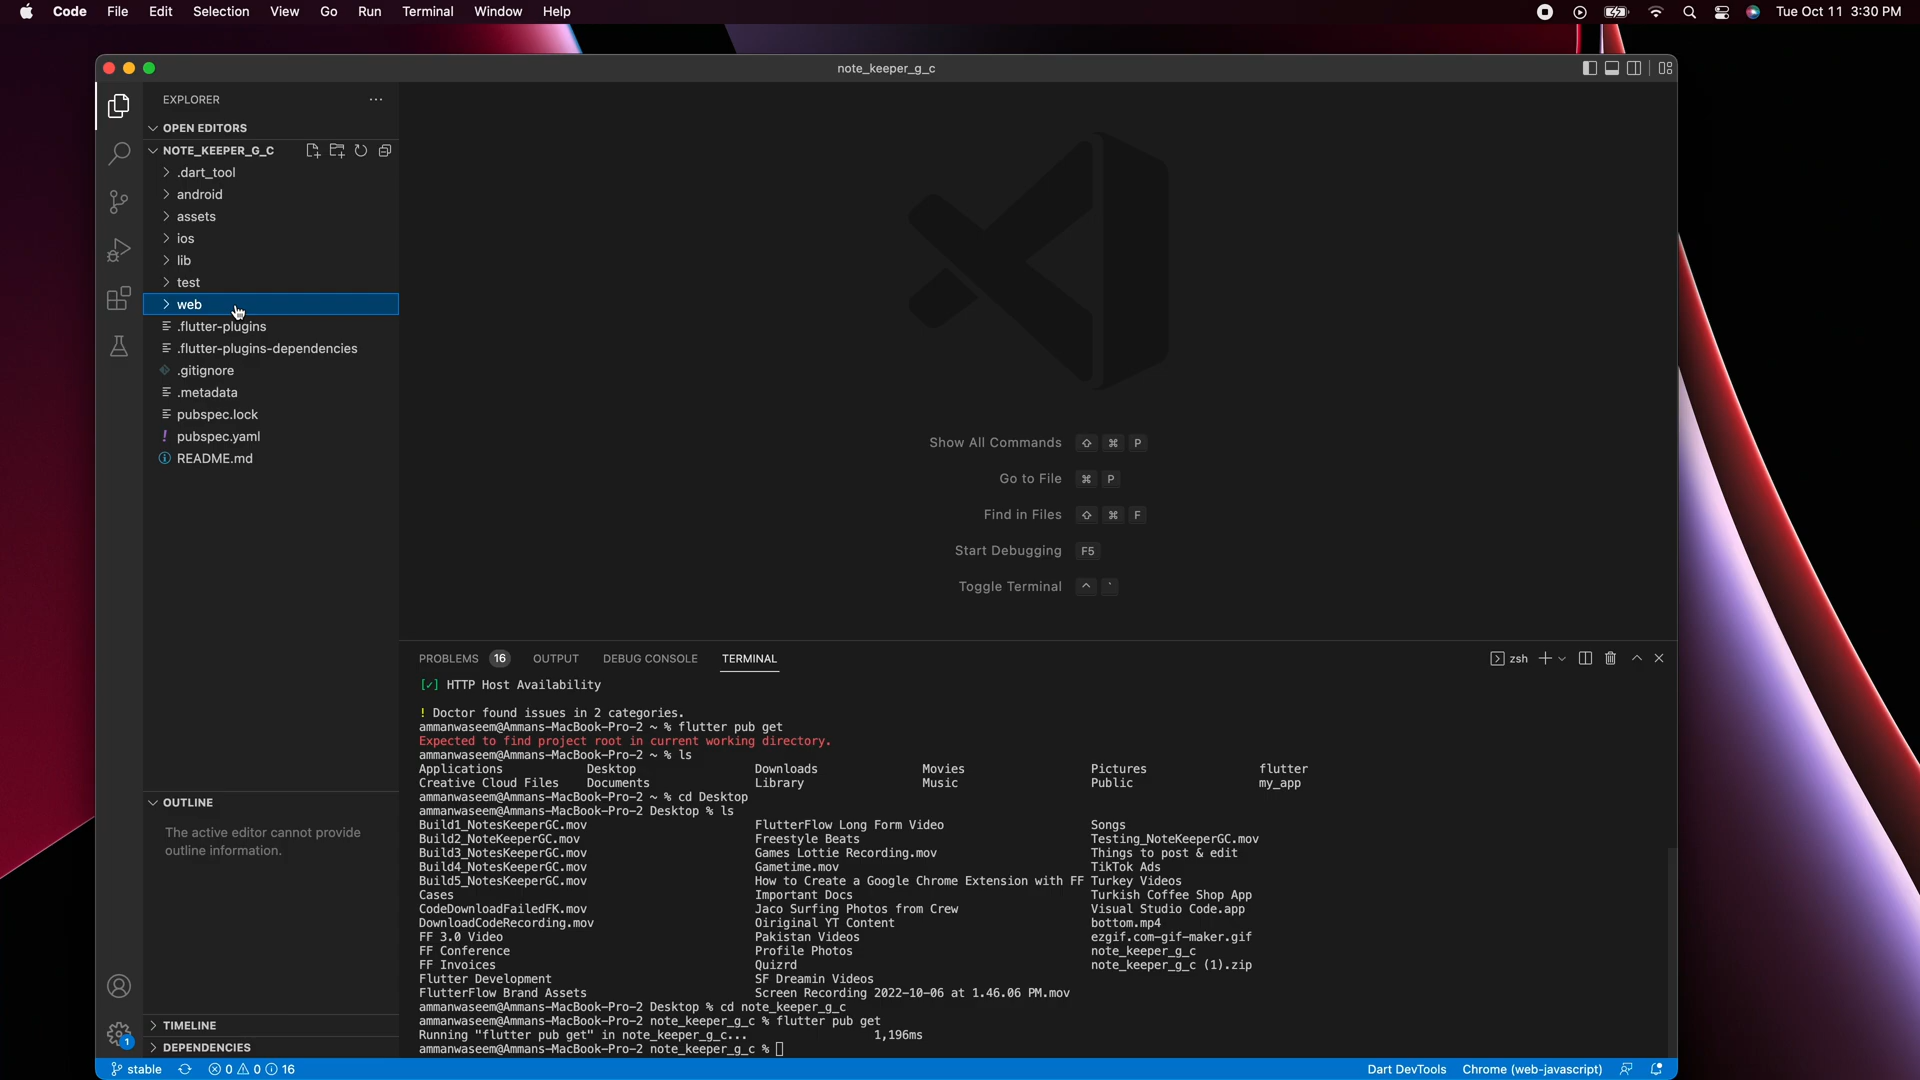 Code File Edit Selection View Go Run Terminal Window Help Tue Oct 11 3:30 PM
note_keeper_g_c
EXPLORER
OPEN EDITORS
NOTE_KEEPER_G_C
.dart_tool
android
assets
ios
lib
test
web
.flutter-plugins
.flutter-plugins-dependencies
.gitignore
.metadata
pubspec.lock
! pubspec.yaml
README.md
Show All Commands ⇧ ⌘ P
Go to File ⌘ P
Find in Files ⇧ ⌘ F
Start Debugging F5
Toggle Terminal ^ `
OUTLINE
The active editor cannot provide
outline information.
TIMELINE
DEPENDENCIES
PROBLEMS 16 OUTPUT DEBUG CONSOLE TERMINAL zsh
[✓] HTTP Host Availability
! Doctor found issues in 2 categories.
ammanwaseem@Ammans-MacBook-Pro-2 ~ % flutter pub get
Expected to find project root in current working directory.
ammanwaseem@Ammans-MacBook-Pro-2 ~ % ls
Applications Desktop Downloads Movies Pictures flutter
Creative Cloud Files Documents Library Music Public my_app
ammanwaseem@Ammans-MacBook-Pro-2 ~ % cd Desktop
ammanwaseem@Ammans-MacBook-Pro-2 Desktop % ls
Build1_NotesKeeperGC.mov FlutterFlow Long Form Video Songs
Build2_NoteKeeperGC.mov Freestyle Beats Testing_NoteKeeperGC.mov
Build3_NotesKeeperGC.mov Games Lottie Recording.mov Things to post & edit
Build4_NotesKeeperGC.mov Gametime.mov TikTok Ads
Build5_NotesKeeperGC.mov How to Create a Google Chrome Extension with FF Turkey Videos
Cases Important Docs Turkish Coffee Shop App
CodeDownloadFailedFK.mov Jaco Surfing Photos from Crew Visual Studio Code.app
DownloadCodeRecording.mov Oiriginal YT Content bottom.mp4
FF 3.0 Video Pakistan Videos ezgif.com-gif-maker.gif
FF Conference Profile Photos note_keeper_g_c
FF Invoices Quizrd note_keeper_g_c (1).zip
Flutter Development SF Dreamin Videos
FlutterFlow Brand Assets Screen Recording 2022-10-06 at 1.46.06 PM.mov
ammanwaseem@Ammans-MacBook-Pro-2 Desktop % cd note_keeper_g_c
ammanwaseem@Ammans-MacBook-Pro-2 note_keeper_g_c % flutter pub get
Running "flutter pub get" in note_keeper_g_c... 1,196ms
ammanwaseem@Ammans-MacBook-Pro-2 note_keeper_g_c %
1
stable 0 0 16 Dart DevTools Chrome (web-javascript)